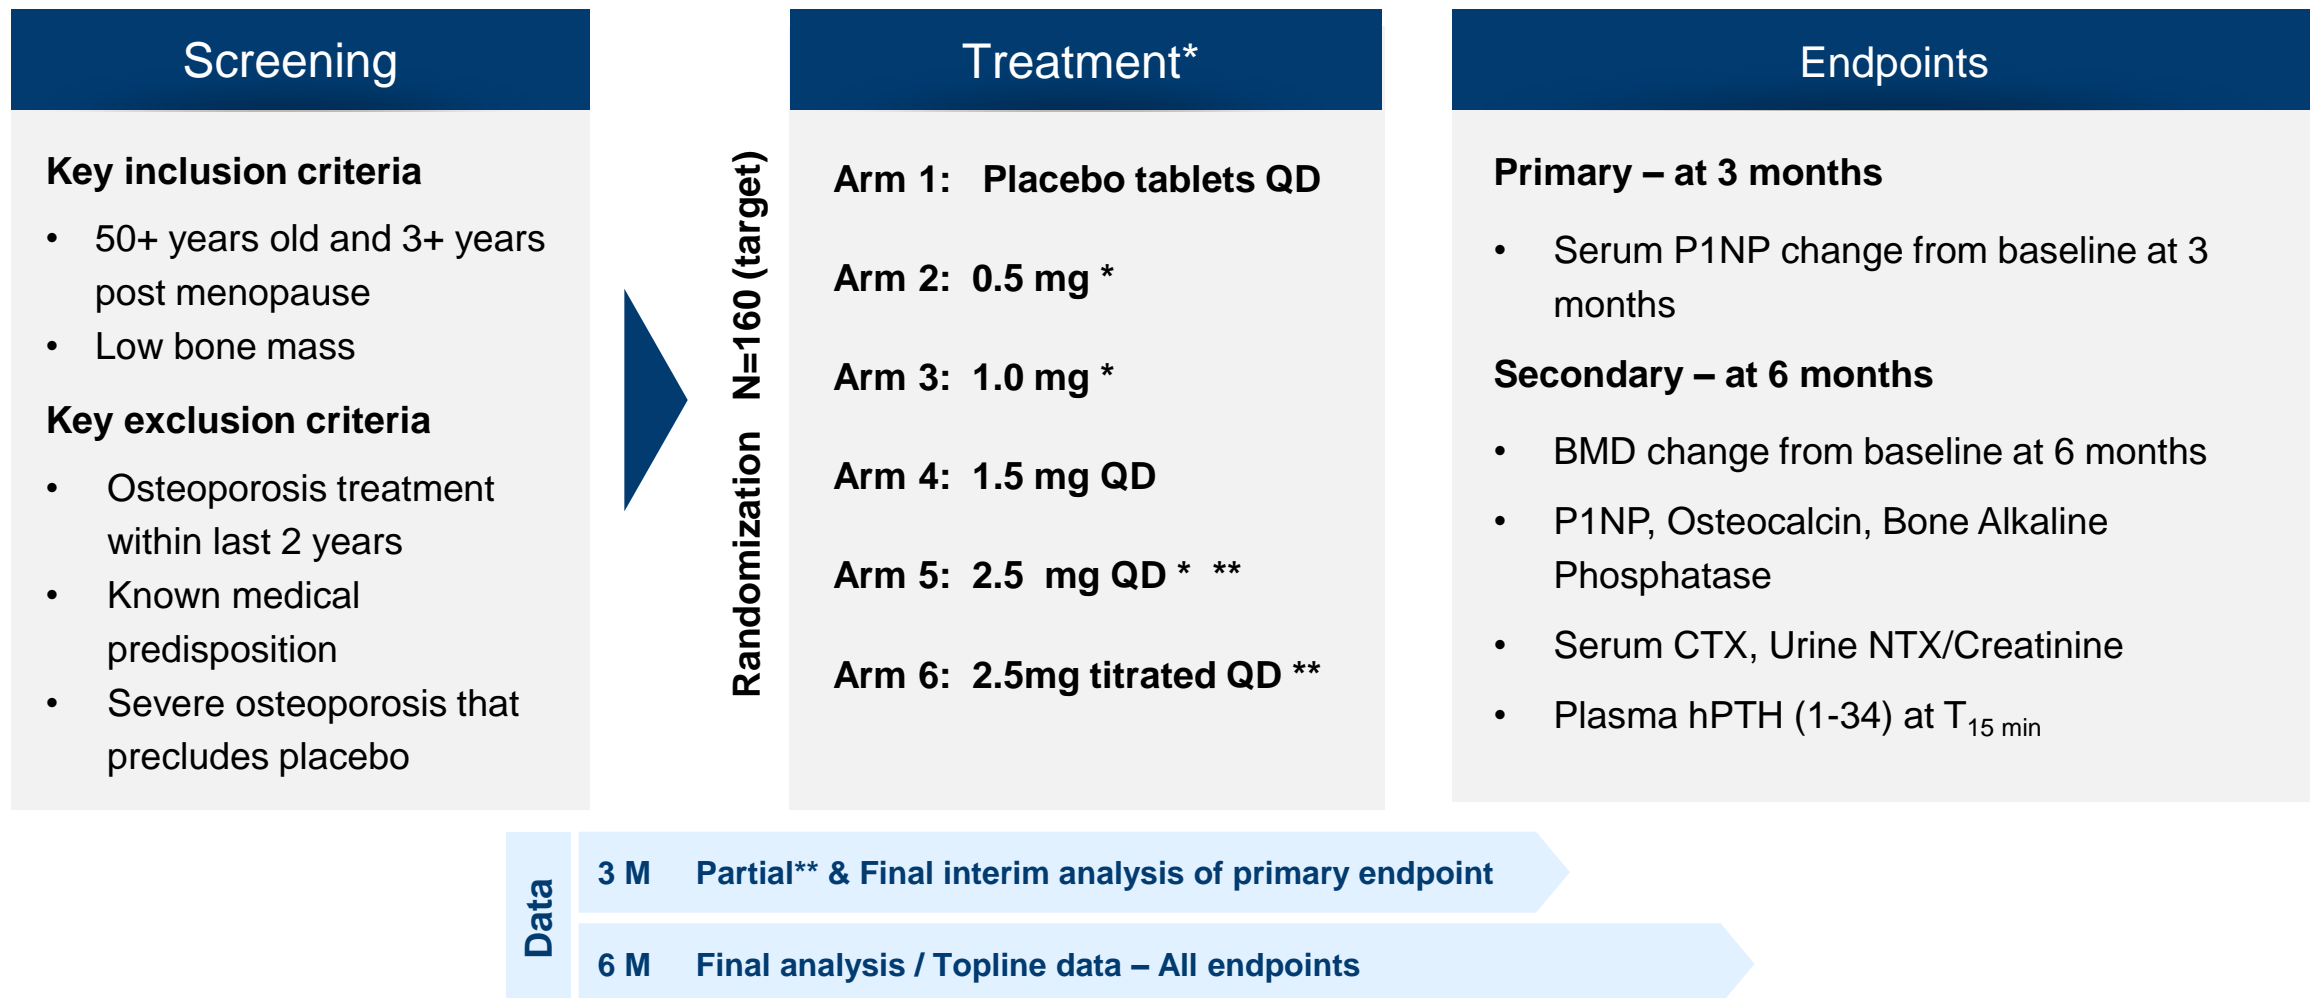 Screening
Key inclusion criteria
• 50+ years old and 3+ years
post menopause
• Low bone mass
Key exclusion criteria
• Osteoporosis treatment
within last 2 years
• Known medical
predisposition
• Severe osteoporosis that
precludes placebo
Randomization N=160 (target)
Treatment*
Arm 1: Placebo tablets QD
Arm 2: 0.5 mg *
Arm 3: 1.0 mg *
Arm 4: 1.5 mg QD
Arm 5: 2.5 mg QD * **
Arm 6: 2.5mg titrated QD **
Endpoints
Primary – at 3 months
• Serum P1NP change from baseline at 3
months
Secondary – at 6 months
• BMD change from baseline at 6 months
• P1NP, Osteocalcin, Bone Alkaline
Phosphatase
• Serum CTX, Urine NTX/Creatinine
• Plasma hPTH (1-34) at T15 min
Data
3 M Partial** & Final interim analysis of primary endpoint
6 M Final analysis / Topline data – All endpoints